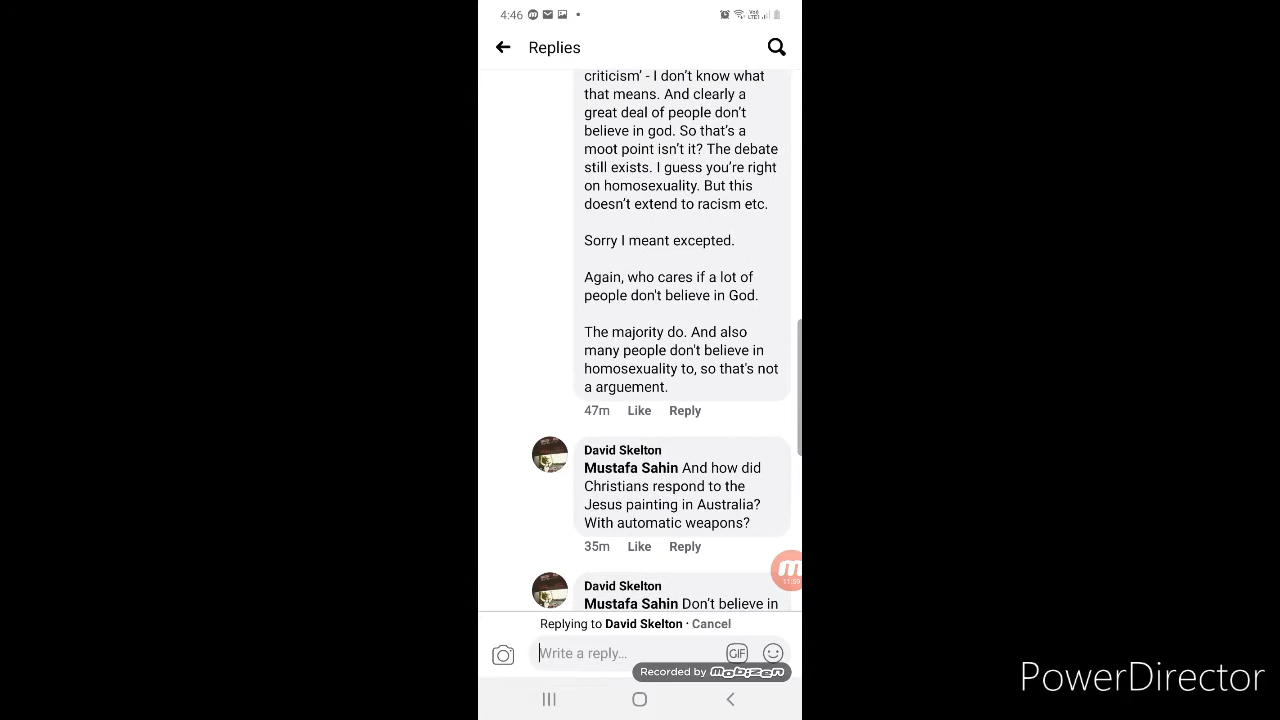 4:46
Replies
criticism' - I don't know what
that means. And clearly a
great deal of people don't
believe in god. So that's a
moot point isn't it? The debate
still exists. I guess you're right
on homosexuality. But this
doesn't extend to racism etc.
Sorry I meant excepted.
Again, who cares if a lot of
people don't believe in God.
The majority do. And also
many people don't believe in
homosexuality to, so that's not
a arguement.
47m Like Reply
David Skelton
Mustafa Sahin And how did
Christians respond to the
Jesus painting in Australia?
With automatic weapons?
35m Like Reply
David Skelton
Mustafa Sahin Don't believe in
Replying to David Skelton · Cancel
Write a reply...
GIF
Recorded by mobizen
PowerDirector